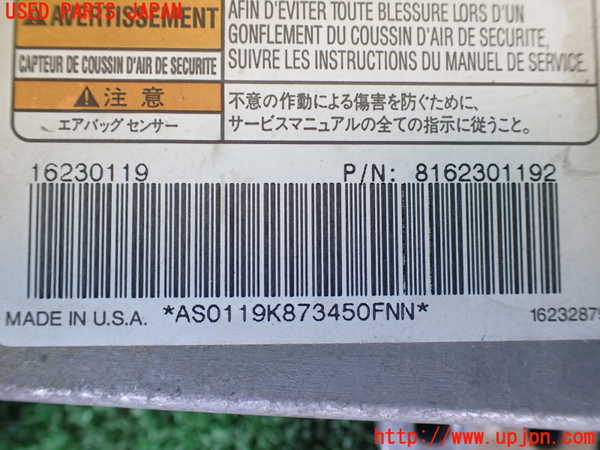 USED PARTS JAPAN
AVERTISSEMENT
CAPTEUR DE COUSSIN D'AIR DE SECURITE
AFIN D'EVITER TOUTE BLESSURE LORS D'UN
GONFLEMENT DU COUSSIN D'AIR DE SECURITE,
SUIVRE LES INSTRUCTIONS DU MANUEL DE SERVICE.
注意
エアバッグ センサー
不意の作動による傷害を防ぐために、
サービスマニュアルの全ての指示に従うこと。
16230119
P/N: 8162301192
*AS0119K873450FNN*
MADE IN U.S.A.
1623287
http://www.upjpn.com/